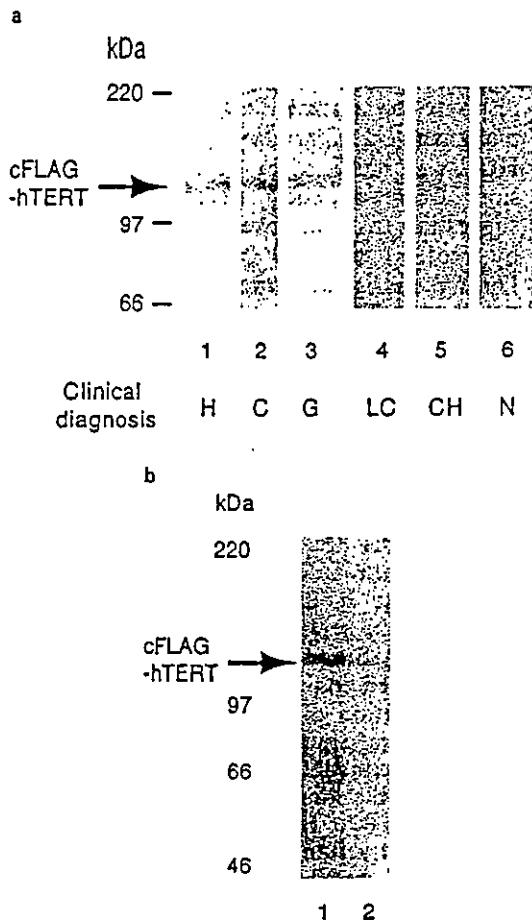 a
kDa
220
cFLAG
-hTERT
97
66
1 2 3 4 5 6
Clinical
diagnosis
H C G LC CH N
b
kDa
220
cFLAG
-hTERT
97
66
46
1 2